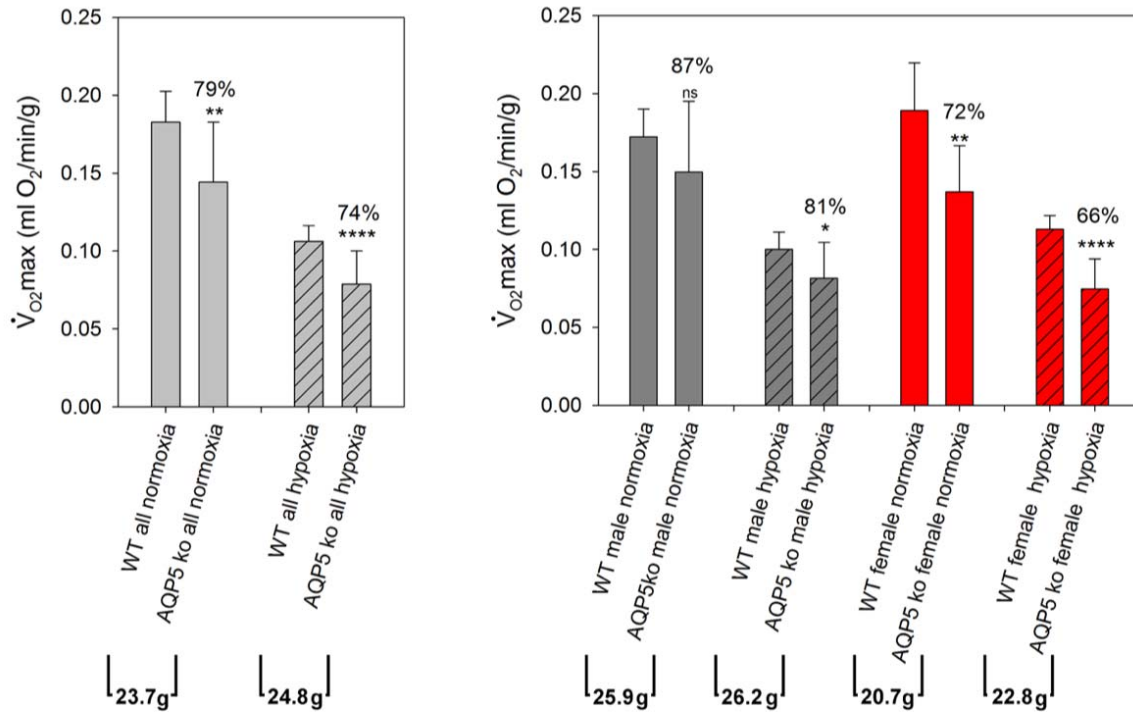 V̇O2max (ml O2/min/g)
0.25
0.20
0.15
0.10
0.05
0.00
79%
**
74%
****
WT all normoxia
AQP5 ko all normoxia
WT all hypoxia
AQP5 ko all hypoxia
23.7g
24.8g
V̇O2max (ml O2/min/g)
0.25
0.20
0.15
0.10
0.05
0.00
87%
ns
81%
*
72%
**
66%
****
WT male normoxia
AQP5ko male normoxia
WT male hypoxia
AQP5 ko male hypoxia
WT female normoxia
AQP5 ko female normoxia
WT female hypoxia
AQP5 ko female hypoxia
25.9g
26.2g
20.7g
22.8g